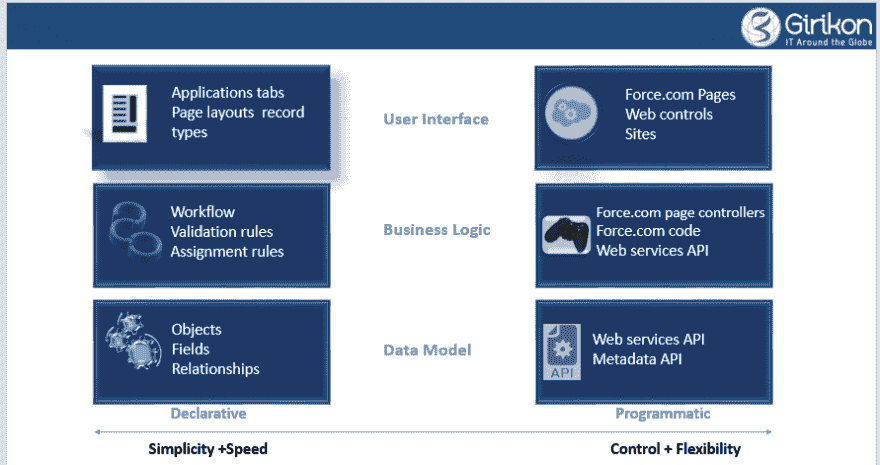 Girikon
IT Around the Globe
Applications tabs
Page layouts record
types
User Interface
Force.com Pages
Web controls
Sites
Workflow
Validation rules
Assignment rules
Business Logic
Force.com page controllers
Force.com code
Web services API
Objects
Fields
Relationships
Data Model
API
Web services API
Metadata API
Declarative
Programmatic
Simplicity +Speed
Control + Flexibility